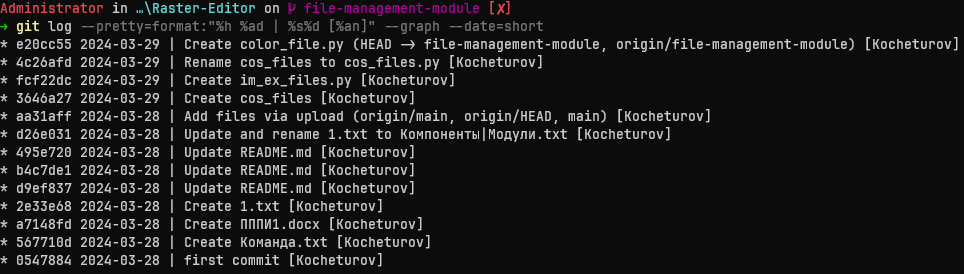 Administrator in …\Raster-Editor on file-management-module [✗]
➜ git log --pretty=format:"%h %ad | %s%d [%an]" --graph --date=short
* e20cc55 2024-03-29 | Create color_file.py (HEAD -> file-management-module, origin/file-management-module) [Kocheturov]
* 4c26afd 2024-03-29 | Rename cos_files to cos_files.py [Kocheturov]
* fcf22dc 2024-03-29 | Create im_ex_files.py [Kocheturov]
* 3646a27 2024-03-29 | Create cos_files [Kocheturov]
* aa31aff 2024-03-28 | Add files via upload (origin/main, origin/HEAD, main) [Kocheturov]
* d26e031 2024-03-28 | Update and rename 1.txt to Компоненты|Модули.txt [Kocheturov]
* 495e720 2024-03-28 | Update README.md [Kocheturov]
* b4c7de1 2024-03-28 | Update README.md [Kocheturov]
* d9ef837 2024-03-28 | Update README.md [Kocheturov]
* 2e33e68 2024-03-28 | Create 1.txt [Kocheturov]
* a7148fd 2024-03-28 | Create ПППИ1.docx [Kocheturov]
* 567710d 2024-03-28 | Create Команда.txt [Kocheturov]
* 0547884 2024-03-28 | first commit [Kocheturov]